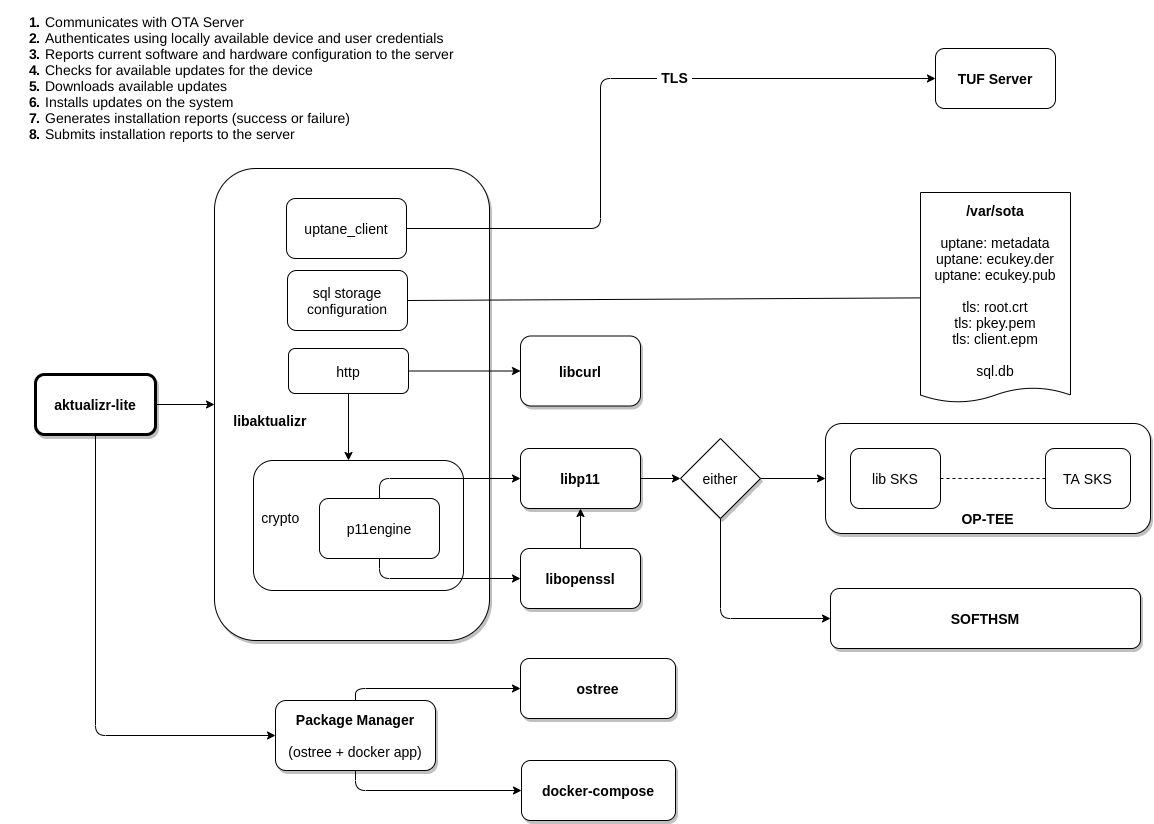 1. Communicates with OTA Server
2. Authenticates using locally available device and user credentials
3. Reports current software and hardware configuration to the server
4. Checks for available updates for the device
5. Downloads available updates
6. Installs updates on the system
7. Generates installation reports (success or failure)
8. Submits installation reports to the server
TLS
TUF Server
uptane_client
sql storage
configuration
/var/sota
uptane: metadata
uptane: ecukey.der
uptane: ecukey.pub
tls: root.crt
tls: pkey.pem
tls: client.epm
sql.db
http
libcurl
aktualizr-lite
libaktualizr
crypto
p11engine
libp11
either
lib SKS
TA SKS
OP-TEE
libopenssl
SOFTHSM
Package Manager
(ostree + docker app)
ostree
docker-compose